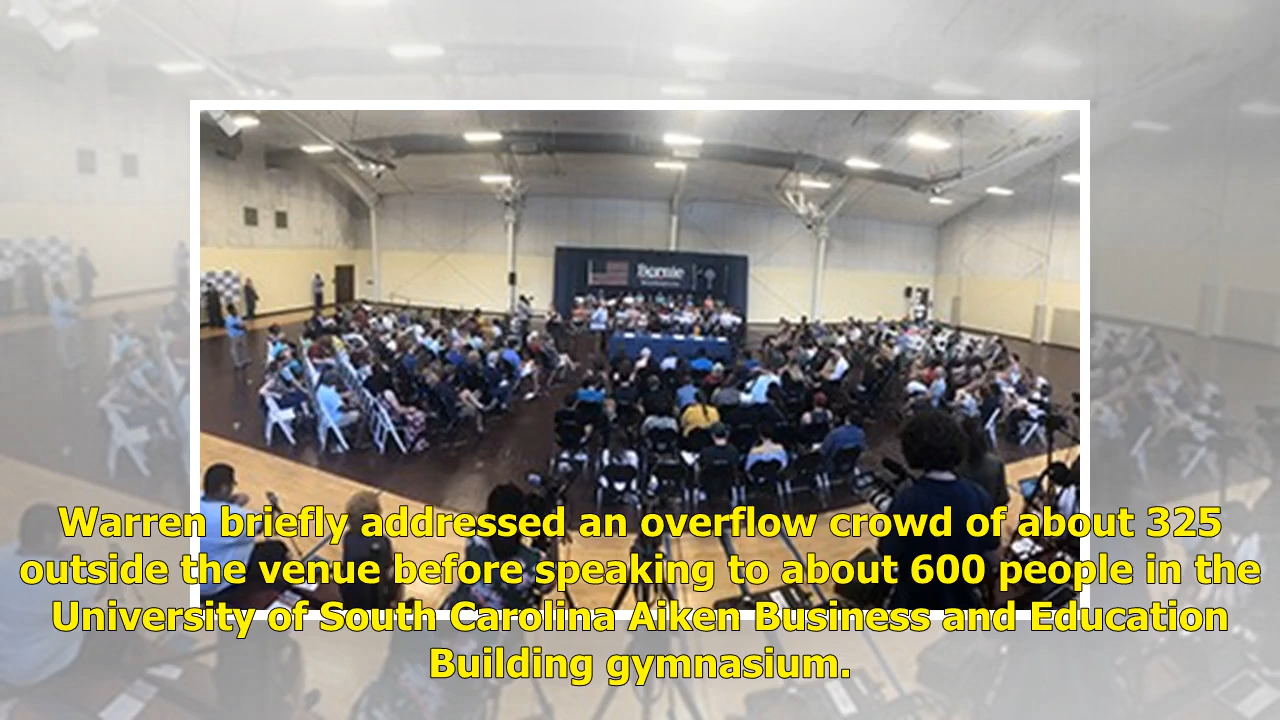 Bernie
Warren briefly addressed an overflow crowd of about 325
outside the venue before speaking to about 600 people in the
University of South Carolina Aiken Business and Education
Building gymnasium.